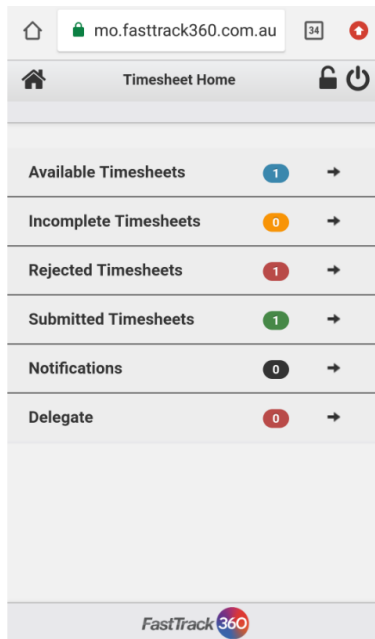 mo.fasttrack360.com.au 34
Timesheet Home
Available Timesheets 1
Incomplete Timesheets 0
Rejected Timesheets 1
Submitted Timesheets 1
Notifications 0
Delegate 0
FastTrack 360